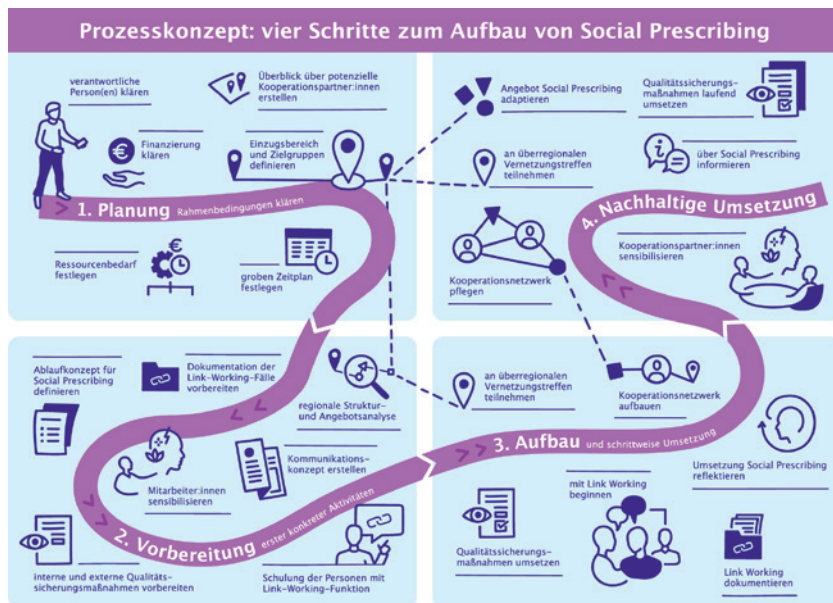 Prozesskonzept: vier Schritte zum Aufbau von Social Prescribing
verantwortliche
Person(en) klären
Überblick über potenzielle
Kooperationspartner:innen
erstellen
Finanzierung
klären
Einzugsbereich
und Zielgruppen
definieren
1. Planung Rahmenbedingungen klären
Ressourcenbedarf
festlegen
groben Zeitplan
festlegen
Angebot Social Prescribing
adaptieren
Qualitätssicherungs-
maßnahmen laufend
umsetzen
an überregionalen
Vernetzungstreffen
teilnehmen
über Social Prescribing
informieren
4. Nachhaltige Umsetzung
Kooperationsnetzwerk
pflegen
Kooperationspartner:innen
sensibilisieren
Ablaufkonzept für
Social Prescribing
definieren
Dokumentation der
Link-Working-Fälle
vorbereiten
regionale Struktur-
und Angebotsanalyse
Mitarbeiter:innen
sensibilisieren
Kommunikations-
konzept erstellen
2. Vorbereitung erster konkreter Aktivitäten
Interne und externe Qualitäts-
sicherungsmaßnahmen vorbereiten
Schulung der Personen mit
Link-Working-Funktion
an überregionalen
Vernetzungstreffen
teilnehmen
Kooperationsnetzwerk
aufbauen
3. Aufbau und schrittweise Umsetzung
Umsetzung Social Prescribing
reflektieren
mit Link Working
beginnen
Qualitätssicherungs-
maßnahmen umsetzen
Link Working
dokumentieren